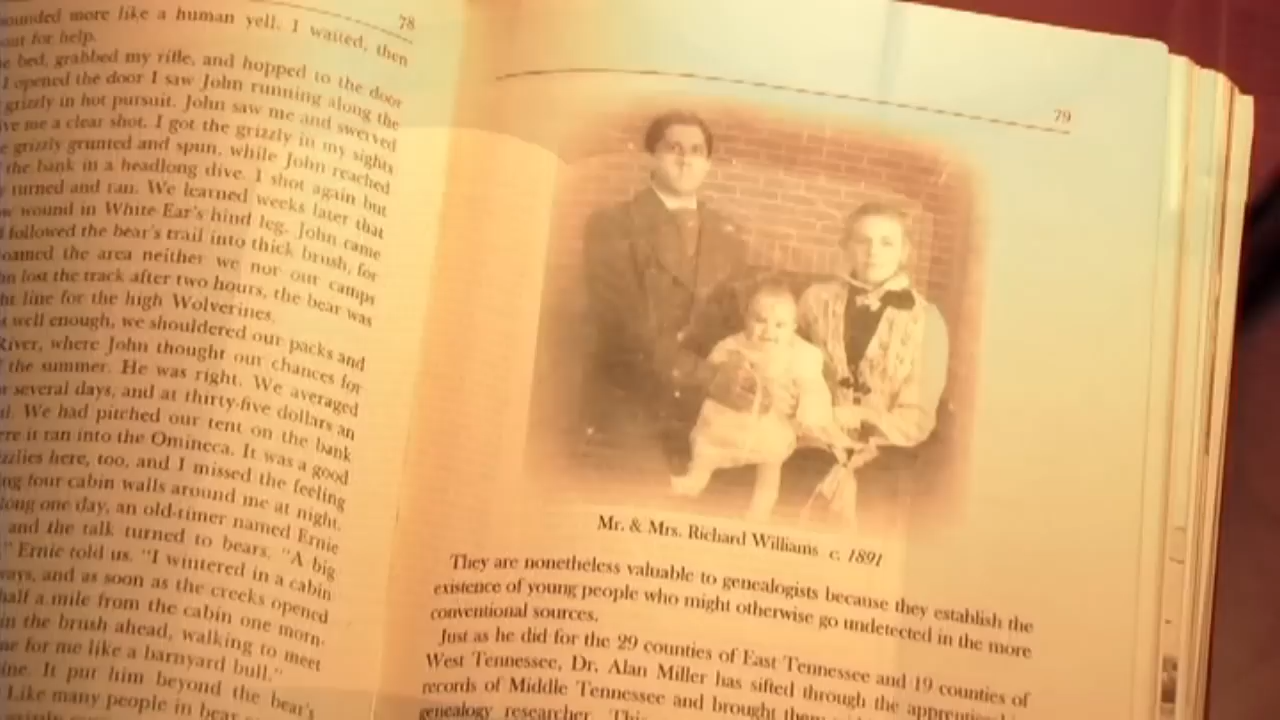 78
sounded more like a human yell. I waited, then
out for help.
bed, grabbed my rifle, and hopped to the door
I opened the door I saw John running along the
grizzly in hot pursuit. John saw me and swerved
me a clear shot. I got the grizzly in my sights
grizzly grunted and spun, while John reached
the bank in a headlong dive. I shot again but
turned and ran. We learned weeks later that
wound in White Ear's hind leg. John came
followed the bear's trail into thick brush, for
roamed the area neither we nor our camps
lost the track after two hours, the bear was
line for the high Wolverines.
well enough, we shouldered our packs and
River, where John thought our chances for
the summer. He was right. We averaged
several days, and at thirty-five dollars an
We had pitched our tent on the bank
it ran into the Omineca. It was a good
here, too, and I missed the feeling
four cabin walls around me at night.
long one day, an old-timer named Ernie
and the talk turned to bears. "A big
" Ernie told us. "I wintered in a cabin
and as soon as the creeks opened
half a mile from the cabin one morn-
in the brush ahead, walking to meet
for me like a barnyard bull."
It put him beyond the bear's
Like many people in bear
79
Mr. & Mrs. Richard Williams c. 1891
They are nonetheless valuable to genealogists because they establish the
existence of young people who might otherwise go undetected in the more
conventional sources.
Just as he did for the 29 counties of East Tennessee and 19 counties of
West Tennessee, Dr. Alan Miller has sifted through the
records of Middle Tennessee and brought
genealogy researcher.